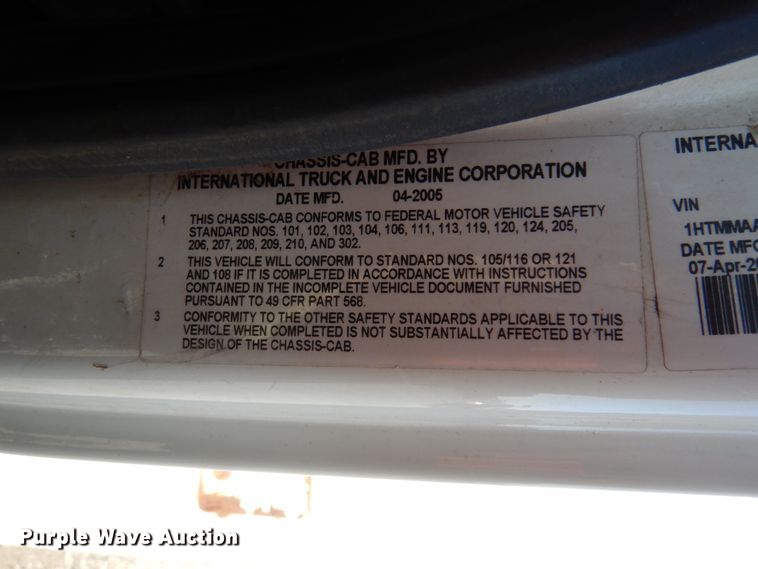 CHASSIS-CAB MFD. BY
INTERNATIONAL TRUCK AND ENGINE CORPORATION
DATE MFD. 04-2005
1 THIS CHASSIS-CAB CONFORMS TO FEDERAL MOTOR VEHICLE SAFETY
STANDARD NOS. 101, 102, 103, 104, 106, 111, 113, 119, 120, 124, 205,
206, 207, 208, 209, 210, AND 302.
2 THIS VEHICLE WILL CONFORM TO STANDARD NOS. 105/116 OR 121
AND 108 IF IT IS COMPLETED IN ACCORDANCE WITH INSTRUCTIONS
CONTAINED IN THE INCOMPLETE VEHICLE DOCUMENT FURNISHED
PURSUANT TO 49 CFR PART 568.
3 CONFORMITY TO THE OTHER SAFETY STANDARDS APPLICABLE TO THIS
VEHICLE WHEN COMPLETED IS NOT SUBSTANTIALLY AFFECTED BY THE
DESIGN OF THE CHASSIS-CAB.
INTERNA
VIN
1HTMMAA
DATE MFG
07-Apr-20
Purple Wave Auction